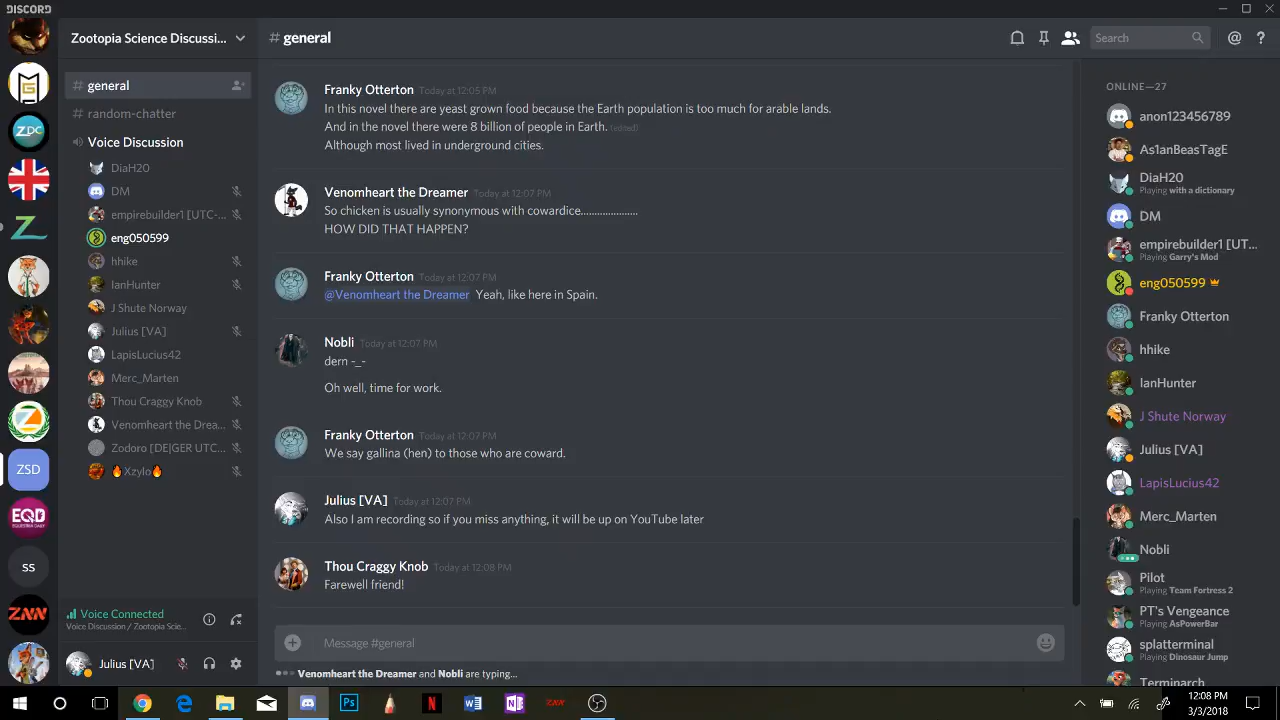 DISCORD
Zootopia Science Discussi...
# general
Search
@
?
# general
# random-chatter
Voice Discussion
DiaH20
DM
empirebuilder1 [UTC-...
eng050599
hhike
IanHunter
J Shute Norway
Julius [VA]
LapisLucius42
Merc_Marten
Thou Craggy Knob
Venomheart the Drea...
Zodoro [DE|GER UTC...
🔥Xzylo🔥
Voice Connected
Voice Discussion / Zootopia Scie...
Julius [VA]
ZDC
ZSD
EQD
EQUESTRIA DAILY
ss
ZNN
Franky Otterton Today at 12:05 PM
In this novel there are yeast grown food because the Earth population is too much for arable lands.
And in the novel there were 8 billion of people in Earth. (edited)
Although most lived in underground cities.
Venomheart the Dreamer Today at 12:07 PM
So chicken is usually synonymous with cowardice...................
HOW DID THAT HAPPEN?
Franky Otterton Today at 12:07 PM
@Venomheart the Dreamer Yeah, like here in Spain.
Nobli Today at 12:07 PM
dern -_-
Oh well, time for work.
Franky Otterton Today at 12:07 PM
We say gallina (hen) to those who are coward.
Julius [VA] Today at 12:07 PM
Also I am recording so if you miss anything, it will be up on YouTube later
Thou Craggy Knob Today at 12:08 PM
Farewell friend!
Message #general
Venomheart the Dreamer and Nobli are typing...
ONLINE—27
anon123456789
As1anBeasTagE
DiaH20
Playing with a dictionary
DM
empirebuilder1 [UT...
Playing Garry's Mod
eng050599
Franky Otterton
hhike
IanHunter
J Shute Norway
Julius [VA]
LapisLucius42
Merc_Marten
Nobli
Pilot
Playing Team Fortress 2
PT's Vengeance
Playing AsPowerBar
splatterminal
Playing Dinosaur Jump
Terminarch
Ps
N
W
N
ZNN
12:08 PM
3/3/2018